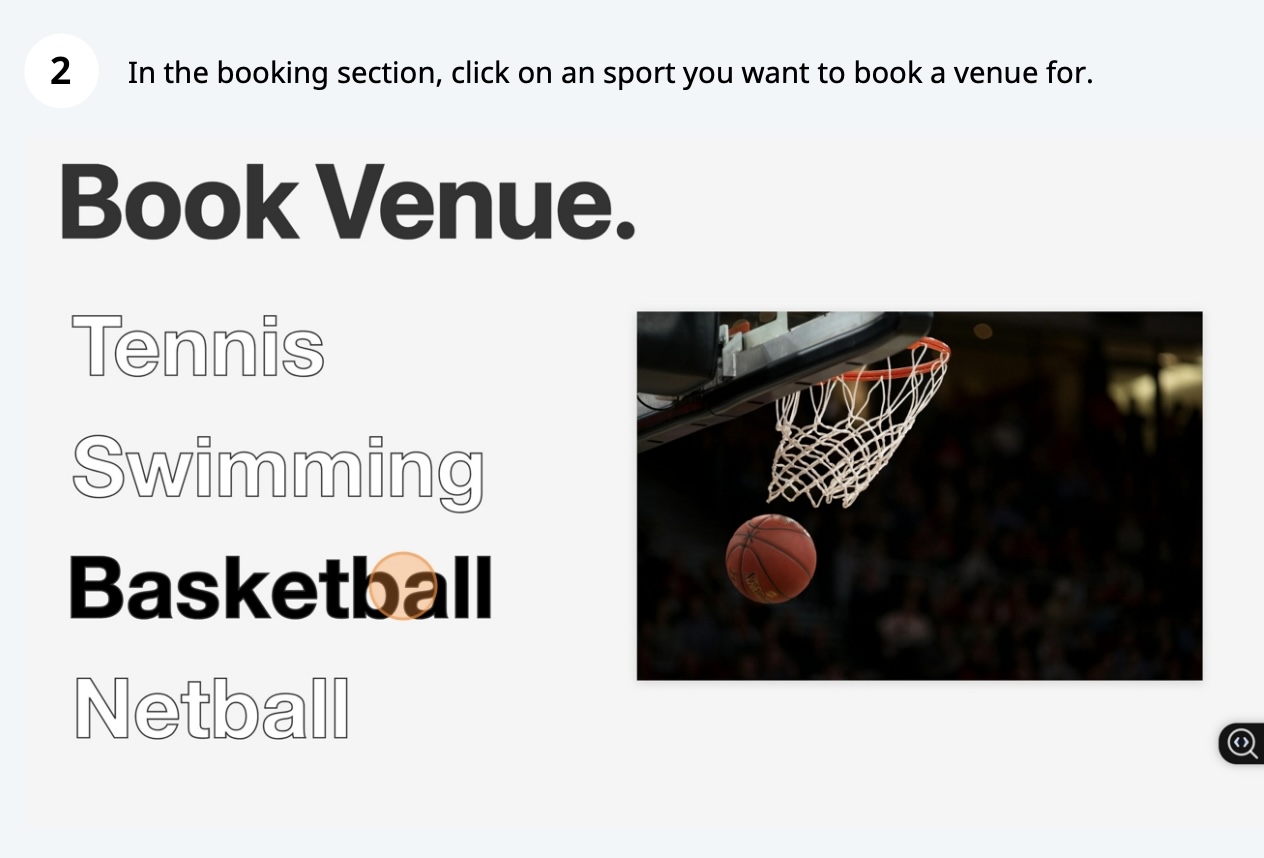 2
In the booking section, click on an sport you want to book a venue for.
Book Venue.
Tennis
Swimming
Basketball
Netball